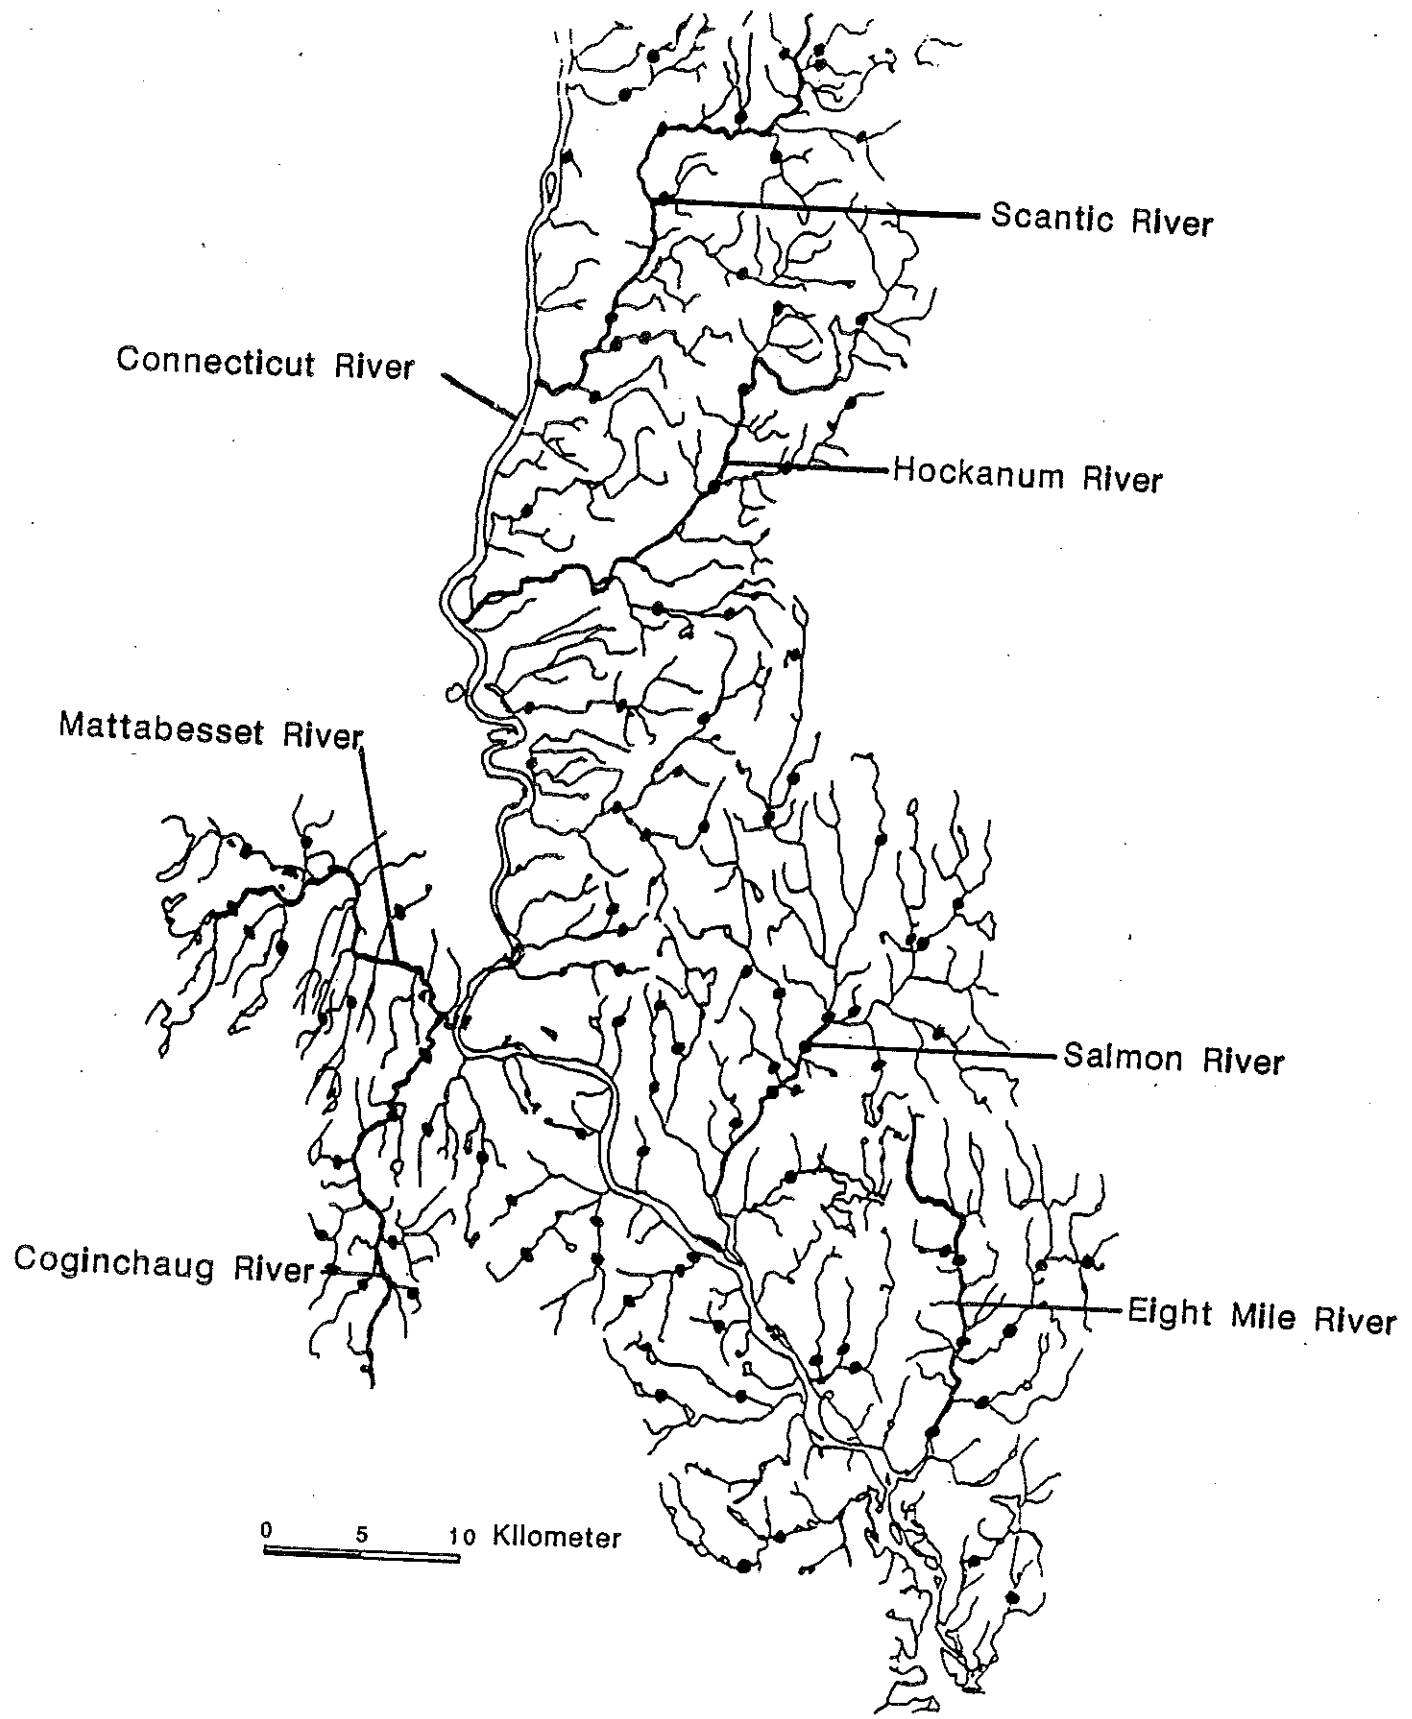 Scantic River
Connecticut River
Hockanum River
Mattabesset River
Salmon River
Coginchaug River
Eight Mile River
0 5 10 Kilometer